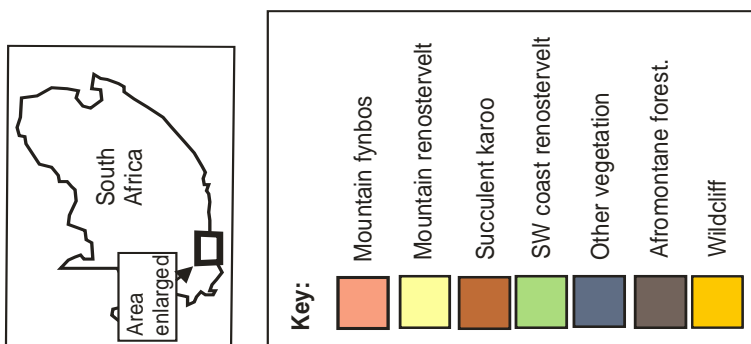 South
Africa
Area
enlarged
Key:
Mountain fynbos
Mountain renostervelt
Succulent karoo
SW coast renostervelt
Other vegetation
Afromontane forest.
Wildcliff